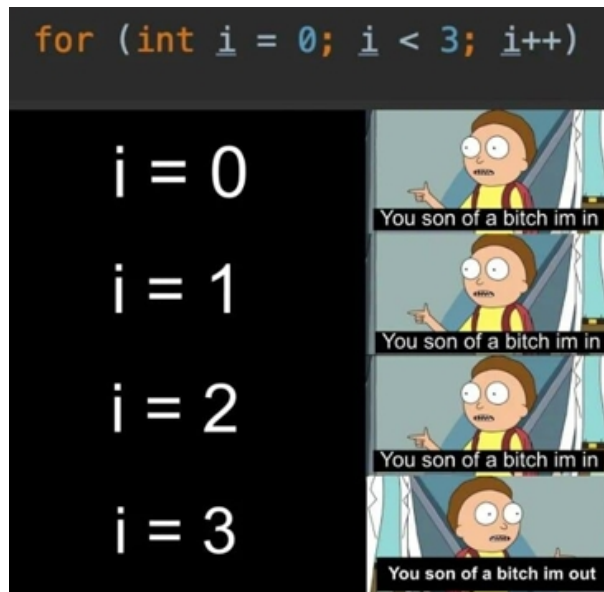 for (int i = 0; i < 3; i++)
i = 0
You son of a bitch im in
i = 1
You son of a bitch im in
i = 2
You son of a bitch im in
i = 3
You son of a bitch im out